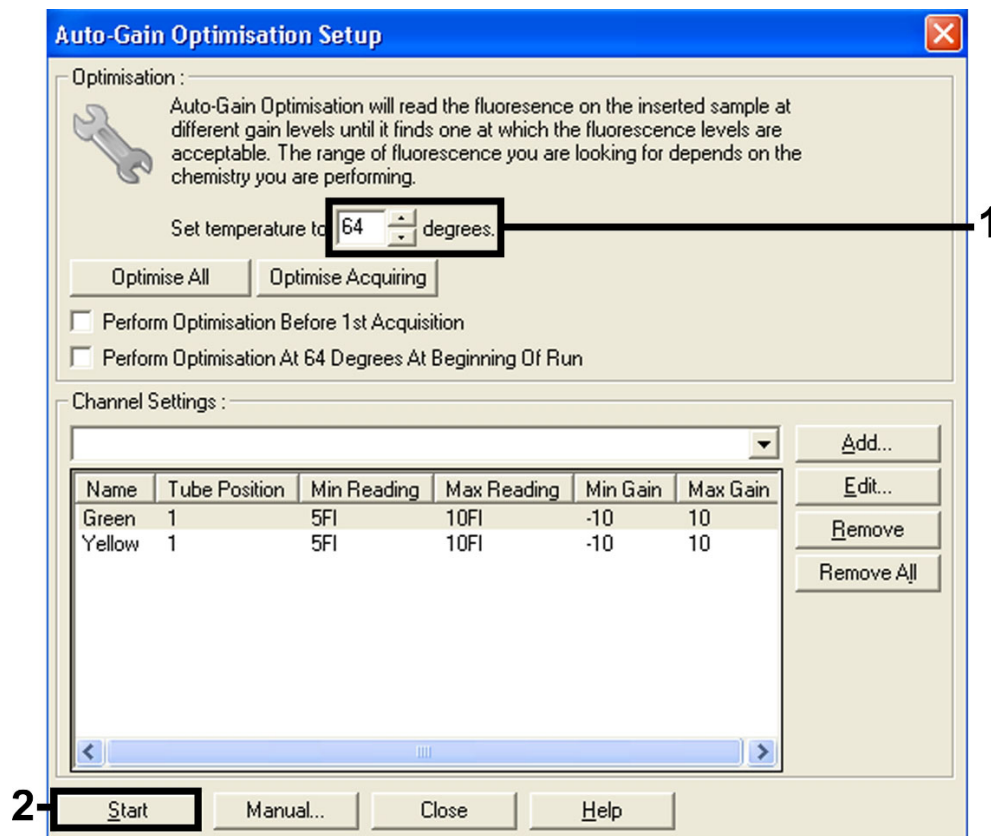 Auto-Gain Optimisation Setup
Optimisation :
Auto-Gain Optimisation will read the fluoresence on the inserted sample at
different gain levels until it finds one at which the fluorescence levels are
acceptable. The range of fluorescence you are looking for depends on the
chemistry you are performing.
Set temperature to 64 degrees. 1
Optimise All Optimise Acquiring
Perform Optimisation Before 1st Acquisition
Perform Optimisation At 64 Degrees At Beginning Of Run
Channel Settings :
Add...
Name Tube Position Min Reading Max Reading Min Gain Max Gain Edit...
Green 1 5Fl 10Fl -10 10
Remove
Yellow 1 5Fl 10Fl -10 10
Remove All
2 Start Manual... Close Help